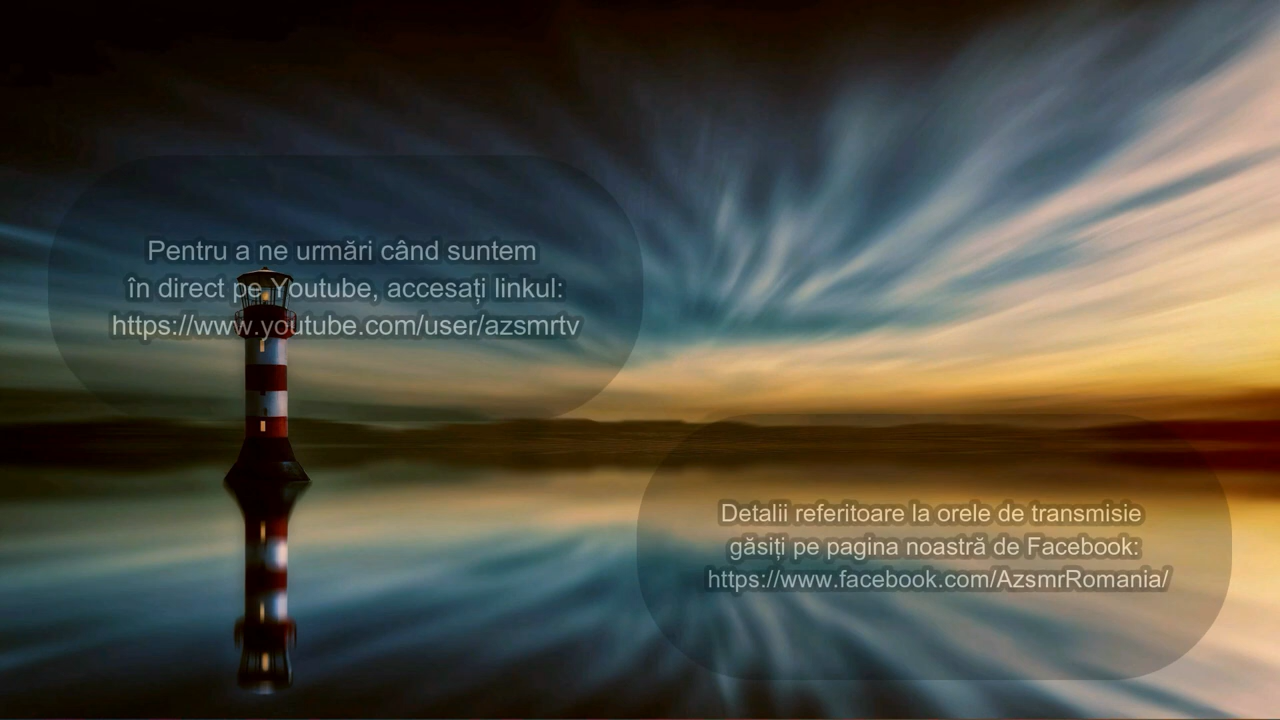 Pentru a ne urmări când suntem
în direct pe Youtube, accesați linkul:
https://www.youtube.com/user/azsmrtv
Detalii referitoare la orele de transmisie
găsiți pe pagina noastră de Facebook:
https://www.facebook.com/AzsmrRomania/